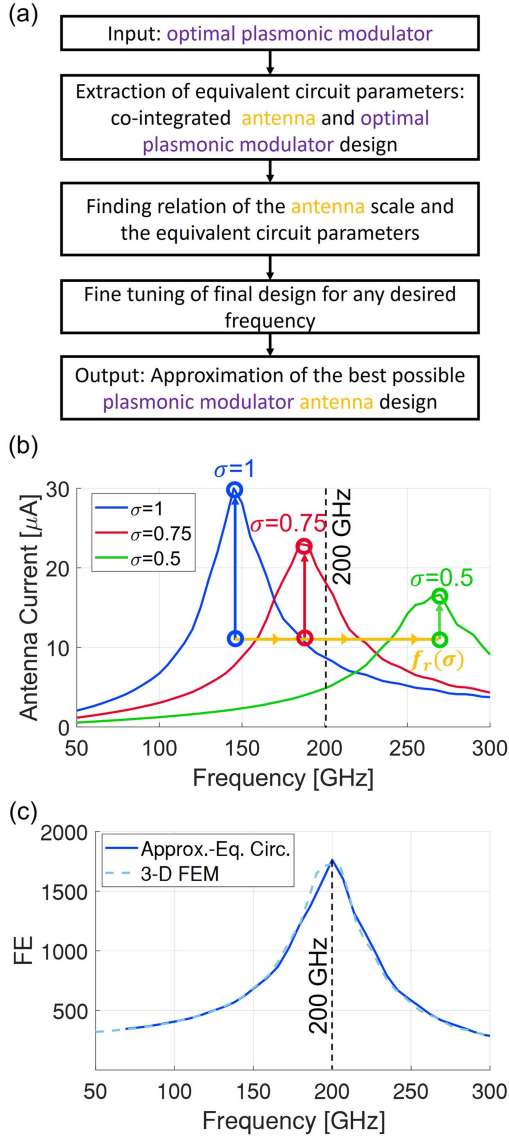 (a)
Input: optimal plasmonic modulator
Extraction of equivalent circuit parameters:
co-integrated antenna and optimal
plasmonic modulator design
Finding relation of the antenna scale and
the equivalent circuit parameters
Fine tuning of final design for any desired
frequency
Output: Approximation of the best possible
plasmonic modulator antenna design
(b)
σ=1
30
σ=1
σ=0.75
σ=0.5
σ=0.75
200 GHz
σ=0.5
20
10
0
Antenna Current [μA]
f_r(σ)
50
100
150
200
250
300
Frequency [GHz]
(c)
2000
Approx.-Eq. Circ.
3-D FEM
1500
1000
500
FE
200 GHz
50
100
150
200
250
300
Frequency [GHz]